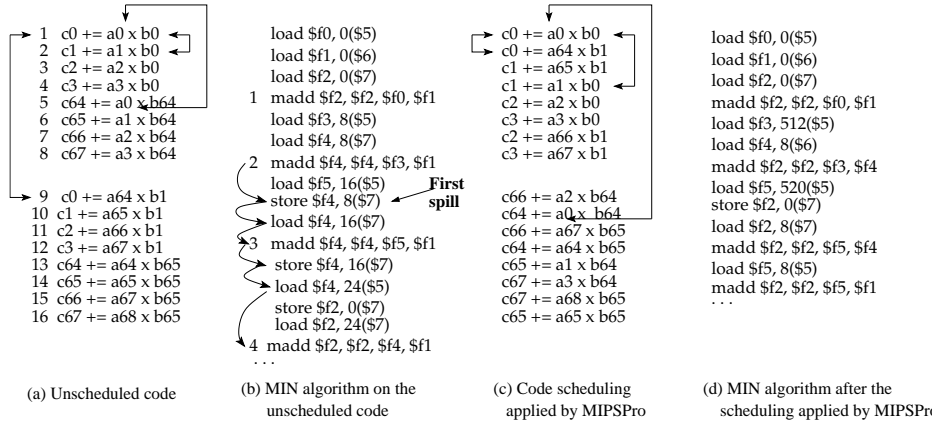 1 c0 += a0 x b0
2 c1 += a1 x b0
3 c2 += a2 x b0
4 c3 += a3 x b0
5 c64 += a0 x b64
6 c65 += a1 x b64
7 c66 += a2 x b64
8 c67 += a3 x b64
9 c0 += a64 x b1
10 c1 += a65 x b1
11 c2 += a66 x b1
12 c3 += a67 x b1
13 c64 += a64 x b65
14 c65 += a65 x b65
15 c66 += a67 x b65
16 c67 += a68 x b65
(a) Unscheduled code
load $f0, 0($5)
load $f1, 0($6)
load $f2, 0($7)
1 madd $f2, $f2, $f0, $f1
load $f3, 8($5)
load $f4, 8($7)
2 madd $f4, $f4, $f3, $f1
load $f5, 16($5)
store $f4, 8($7)
First
spill
load $f4, 16($7)
3 madd $f4, $f4, $f5, $f1
store $f4, 16($7)
load $f4, 24($5)
store $f2, 0($7)
load $f2, 24($7)
4 madd $f2, $f2, $f4, $f1
. . .
(b) MIN algorithm on the
unscheduled code
c0 += a0 x b0
c0 += a64 x b1
c1 += a65 x b1
c1 += a1 x b0
c2 += a2 x b0
c3 += a3 x b0
c2 += a66 x b1
c3 += a67 x b1
c66 += a2 x b64
c64 += a0 x b64
c66 += a67 x b65
c64 += a64 x b65
c65 += a1 x b64
c67 += a3 x b64
c67 += a68 x b65
c65 += a65 x b65
(c) Code scheduling
applied by MIPSPro
load $f0, 0($5)
load $f1, 0($6)
load $f2, 0($7)
madd $f2, $f2, $f0, $f1
load $f3, 512($5)
load $f4, 8($6)
madd $f2, $f2, $f3, $f4
load $f5, 520($5)
store $f2, 0($7)
load $f2, 8($7)
madd $f2, $f2, $f5, $f4
load $f5, 8($5)
madd $f2, $f2, $f5, $f1
. . .
(d) MIN algorithm after the
scheduling applied by MIPSPr